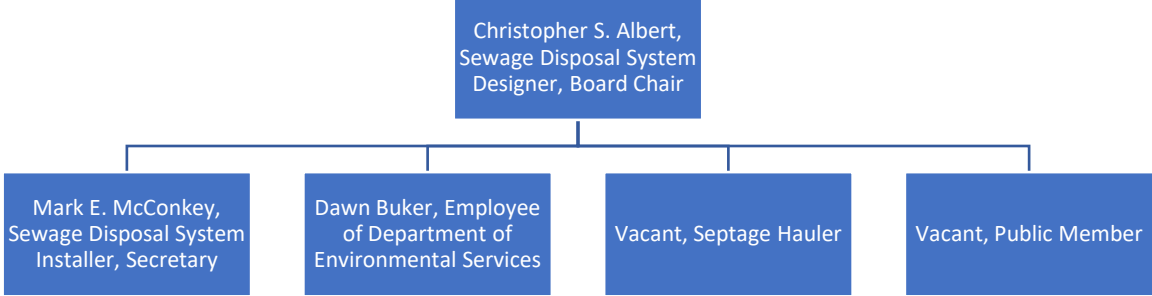 Christopher S. Albert,
Sewage Disposal System
Designer, Board Chair
Mark E. McConkey,
Sewage Disposal System
Installer, Secretary
Dawn Buker, Employee
of Department of
Environmental Services
Vacant, Septage Hauler
Vacant, Public Member